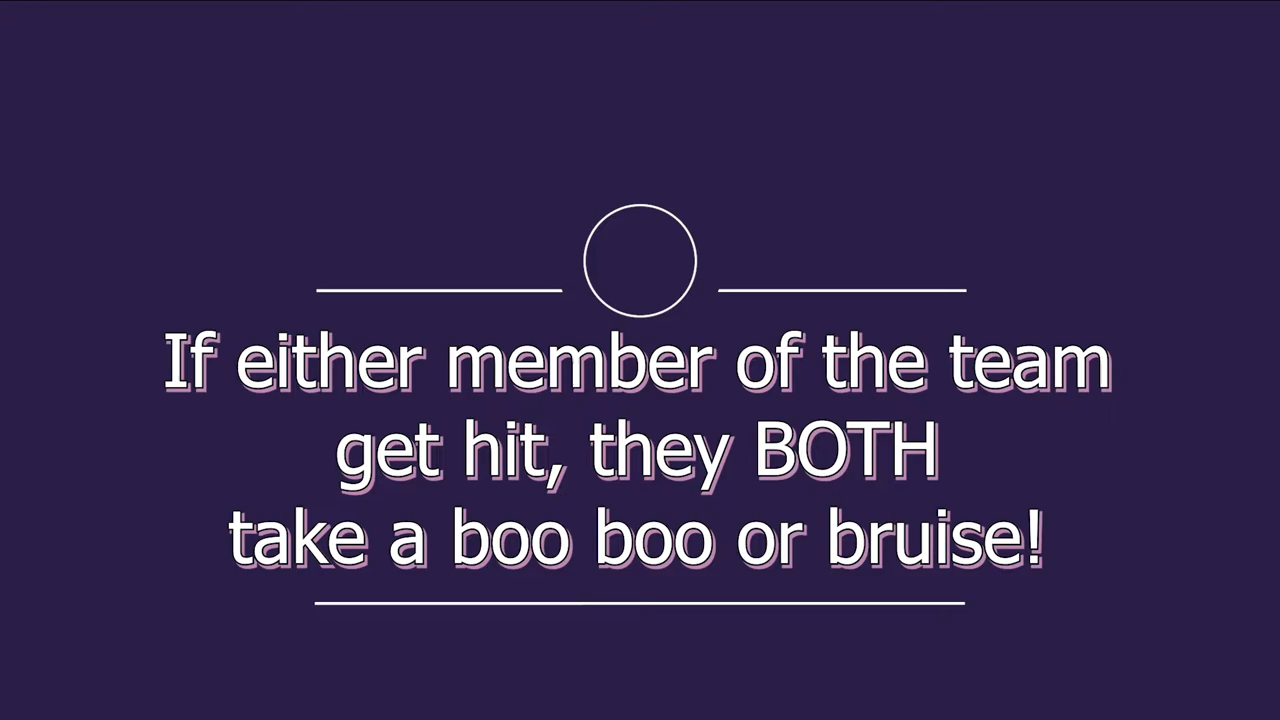 If either member of the team
get hit, they BOTH
take a boo boo or bruise!